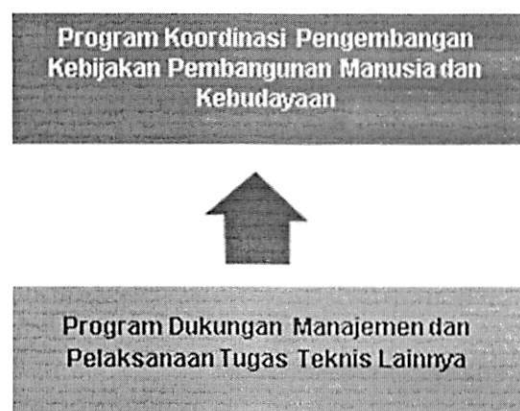 Program Koordinasi Pengembangan
Kebijakan Pembangunan Manusia dan
Kebudayaan
Program Dukungan Manajemen dan
Pelaksanaan Tugas Teknis Lainnya